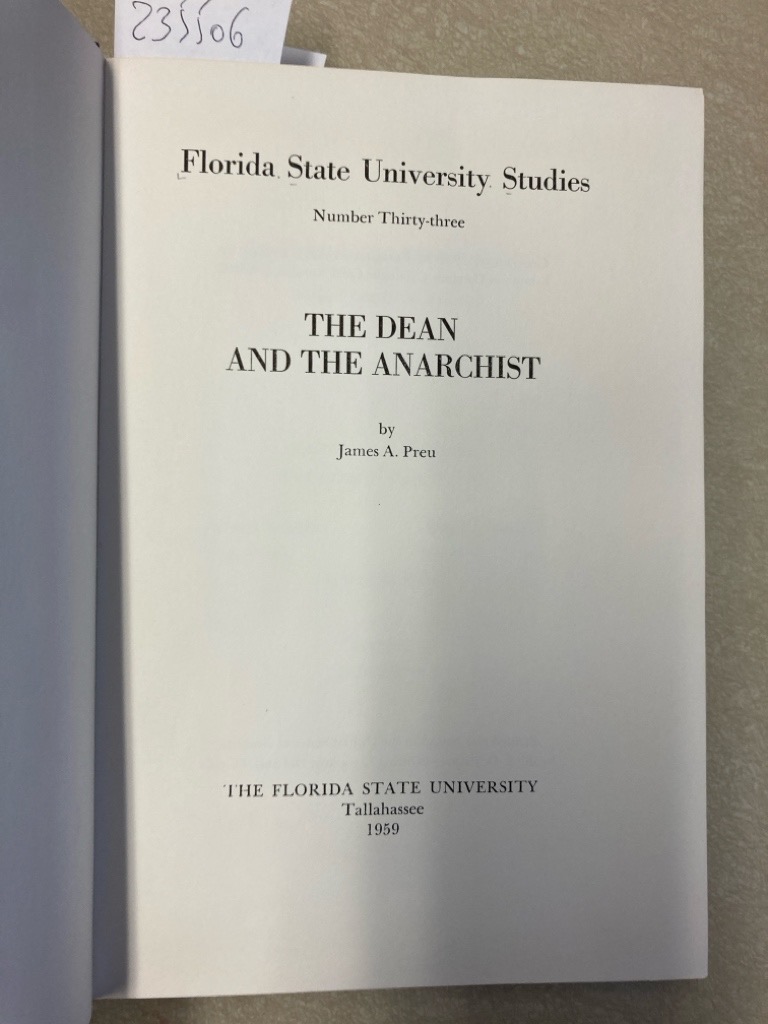 235506
Florida State University Studies
Number Thirty-three
THE DEAN
AND THE ANARCHIST
by
James A. Preu
THE FLORIDA STATE UNIVERSITY
Tallahassee
1959